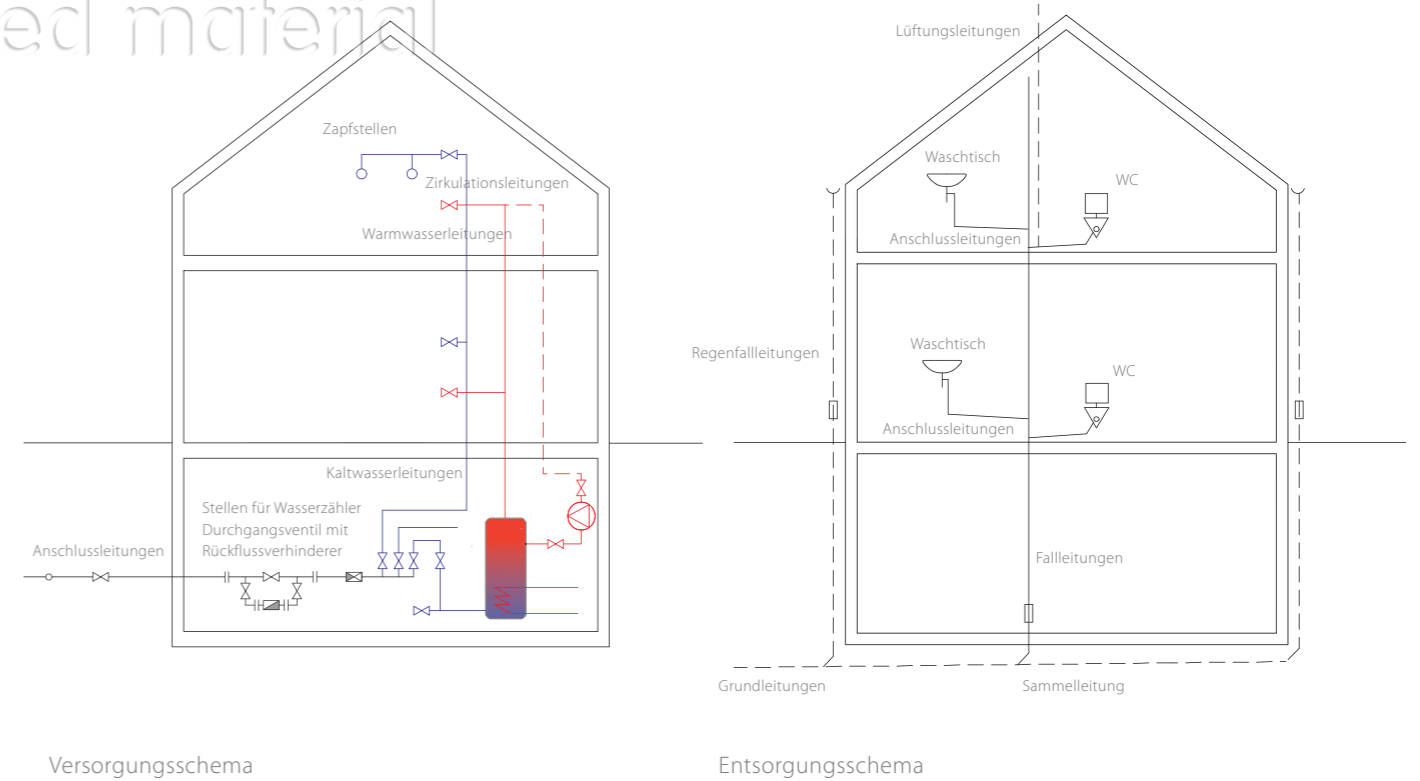 ed material
Zapfstellen
Zirkulationsleitungen
Warmwasserleitungen
Kaltwasserleitungen
Stellen für Wasserzähler
Durchgangsventil mit
Rückflussverhinderer
Anschlussleitungen
Versorgungsschema
Lüftungsleitungen
Waschtisch
WC
Anschlussleitungen
Regenfallleitungen
Waschtisch
WC
Anschlussleitungen
Fallleitungen
Grundleitungen
Sammelleitung
Entsorgungsschema